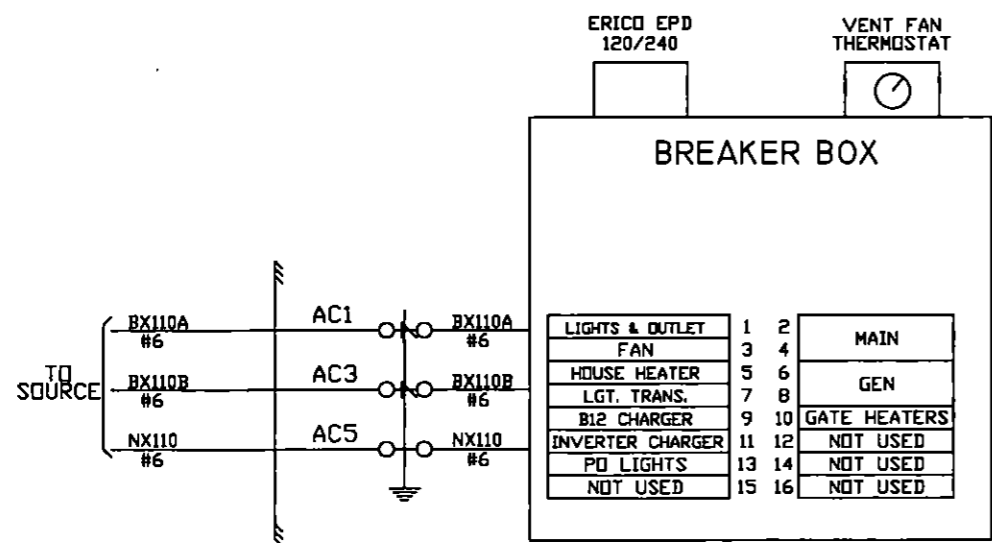 ERICO EPD
120/240
VENT FAN
THERMOSTAT
BREAKER BOX
TO
SOURCE
BX110A
#6
AC1
BX110A
#6
BX110B
#6
AC3
BX110B
#6
NX110
#6
AC5
NX110
#6
LIGHTS & OUTLET 1 2 MAIN
FAN 3 4
HOUSE HEATER 5 6 GEN
LGT. TRANS. 7 8
B12 CHARGER 9 10 GATE HEATERS
INVERTER CHARGER 11 12 NOT USED
PO LIGHTS 13 14 NOT USED
NOT USED 15 16 NOT USED